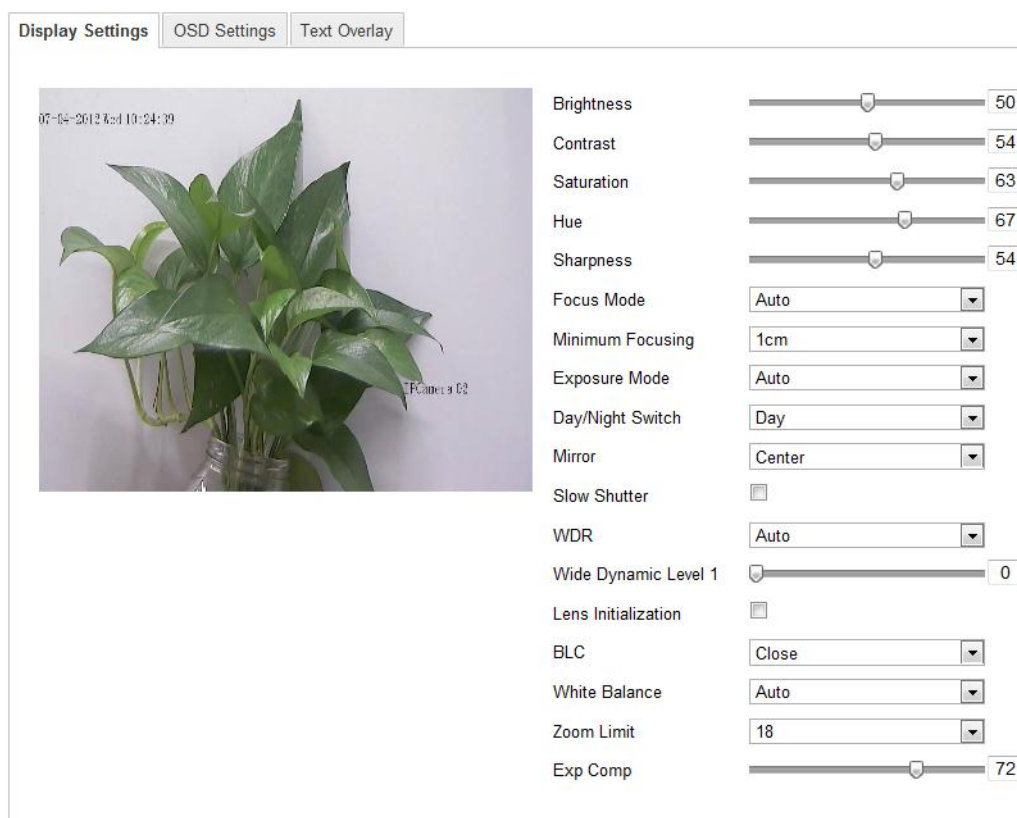 Display Settings OSD Settings Text Overlay
07-04-2012 Wed 10:24:39
IPCamera 02
Brightness 50
Contrast 54
Saturation 63
Hue 67
Sharpness 54
Focus Mode Auto
Minimum Focusing 1cm
Exposure Mode Auto
Day/Night Switch Day
Mirror Center
Slow Shutter
WDR Auto
Wide Dynamic Level 1 0
Lens Initialization
BLC Close
White Balance Auto
Zoom Limit 18
Exp Comp 72